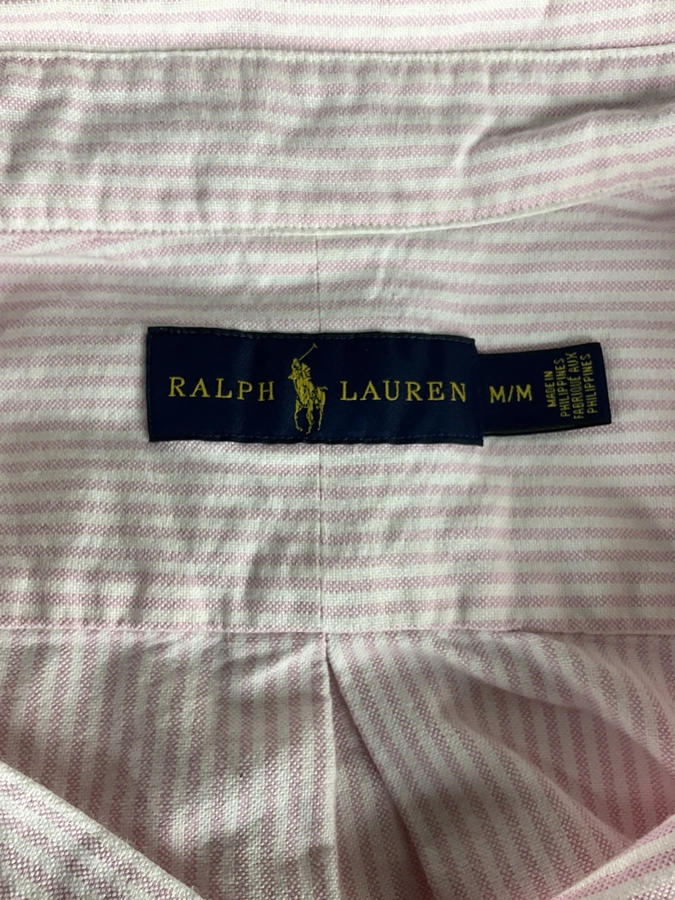 RALPH LAUREN
M/M
MADE IN
PHILIPPINES
FABRIQUE AUX
PHILIPPINES